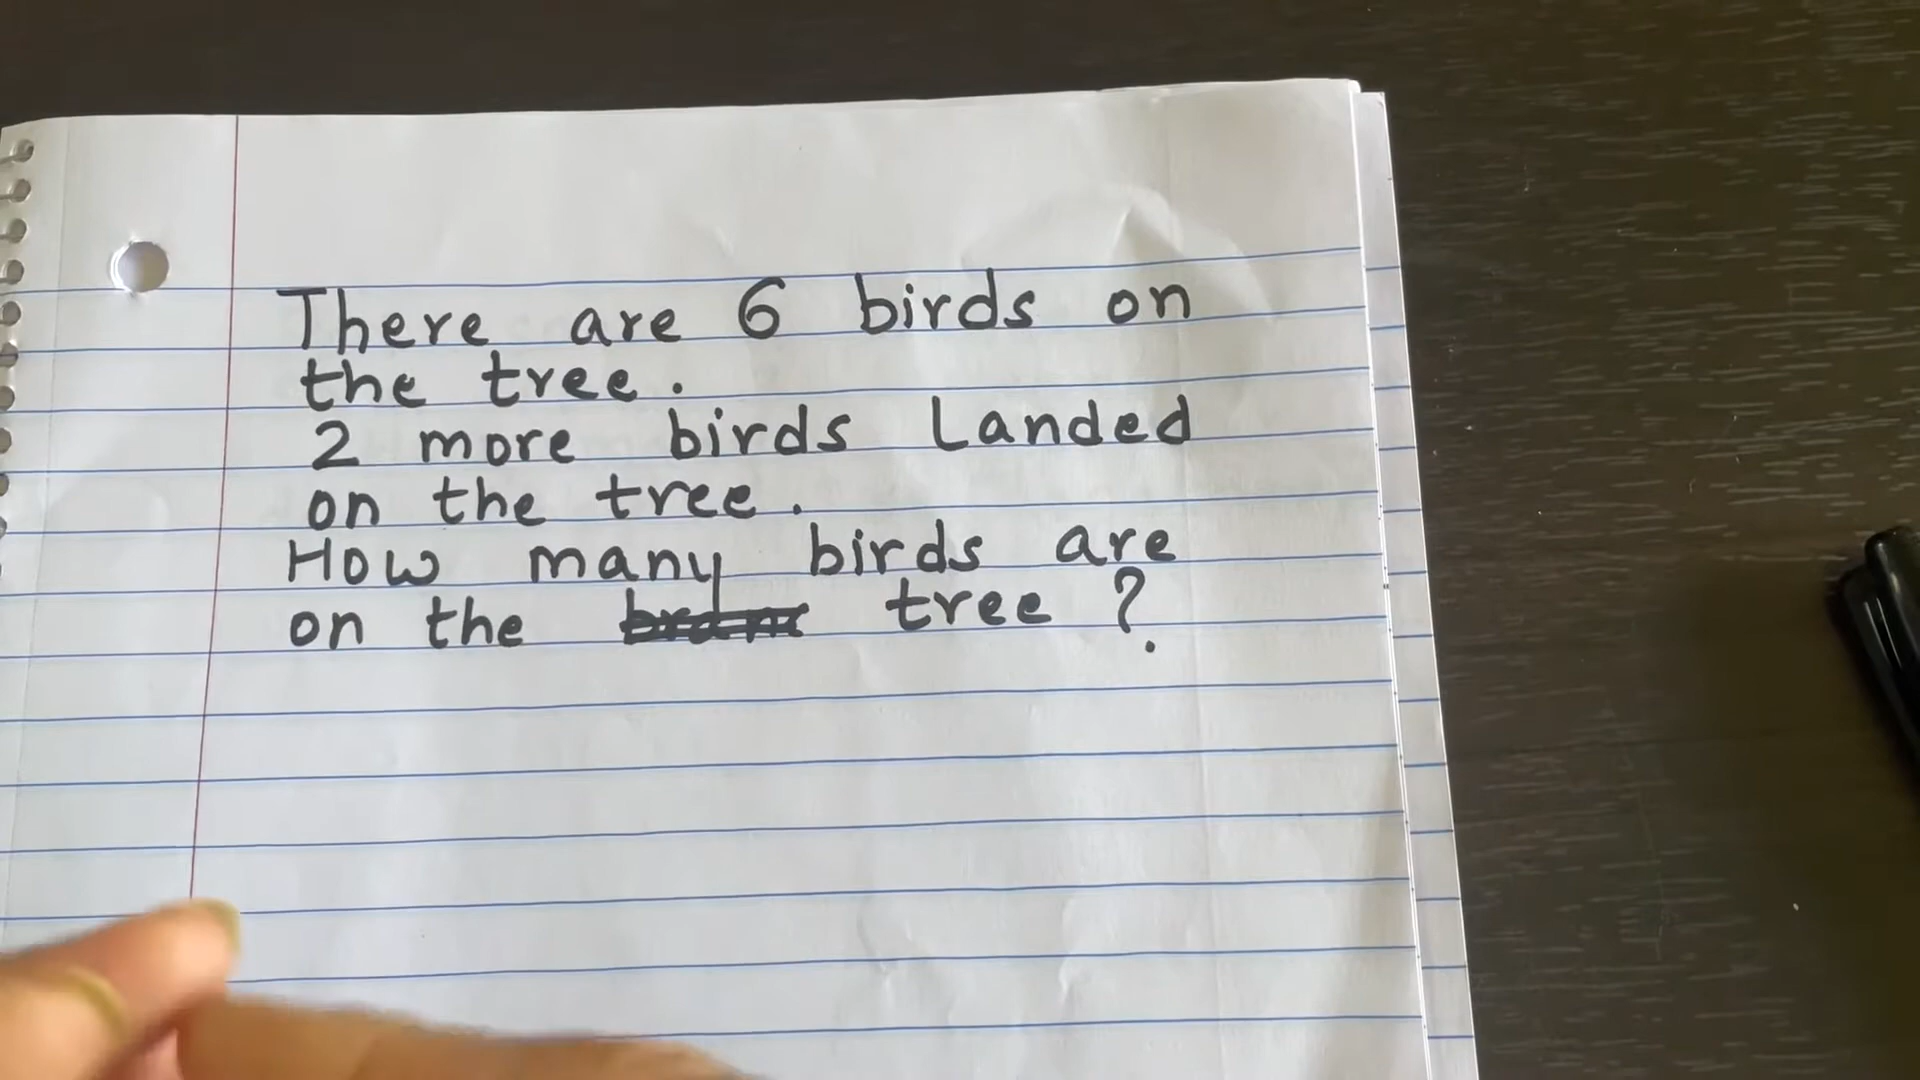 There are 6 birds on
the tree.
2 more birds Landed
on the tree.
How many birds are
on the tree?